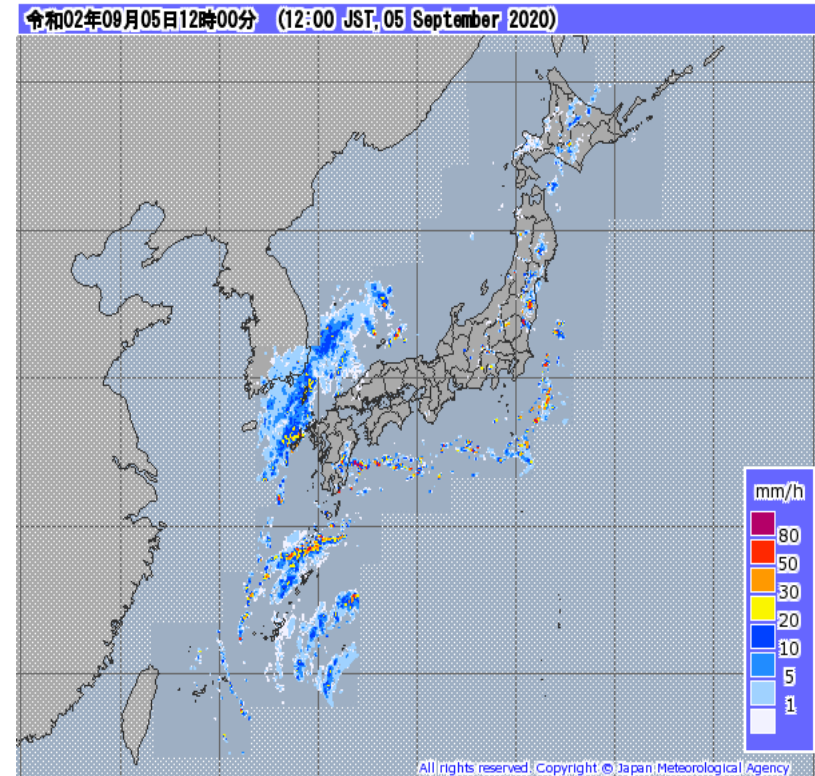 令和02年09月05日12時00分 (12:00 JST, 05 September 2020)
mm/h
80
50
30
20
10
5
1
All rights reserved. Copyright © Japan Meteorological Agency